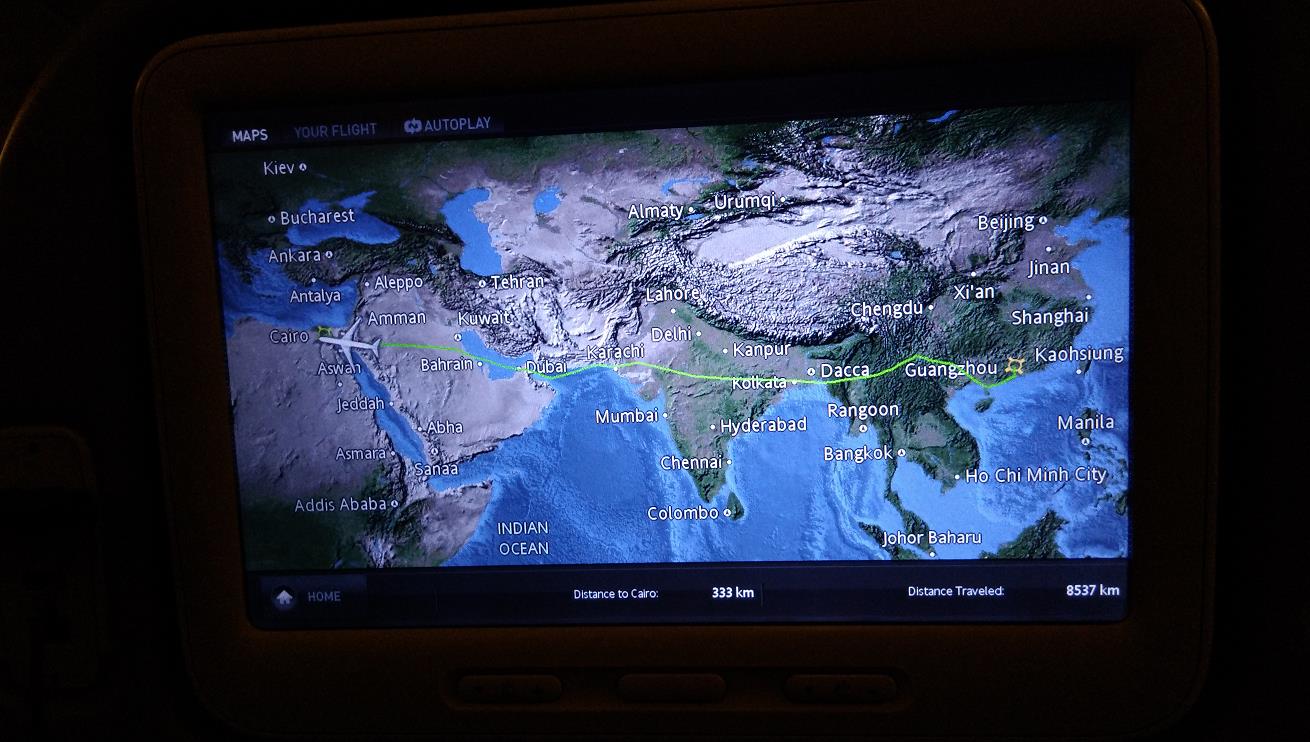 MAPS YOUR FLIGHT AUTOPLAY
Kiev
Bucharest
Almaty
Urumqi
Beijing
Ankara
Jinan
Antalya
Aleppo
Tehran
Lahore
Xi'an
Cairo
Amman
Kuwait
Delhi
Chengdu
Shanghai
Aswan
Bahrain
Dubai
Karachi
Kanpur
Kolkata
Dacca
Guangzhou
Kaohsiung
Jeddah
Abha
Mumbai
Hyderabad
Rangoon
Manila
Asmara
Sanaa
Chennai
Bangkok
Ho Chi Minh City
Addis Ababa
Colombo
INDIAN
OCEAN
Johor Baharu
HOME
Distance to Cairo: 333 km
Distance Traveled: 8537 km